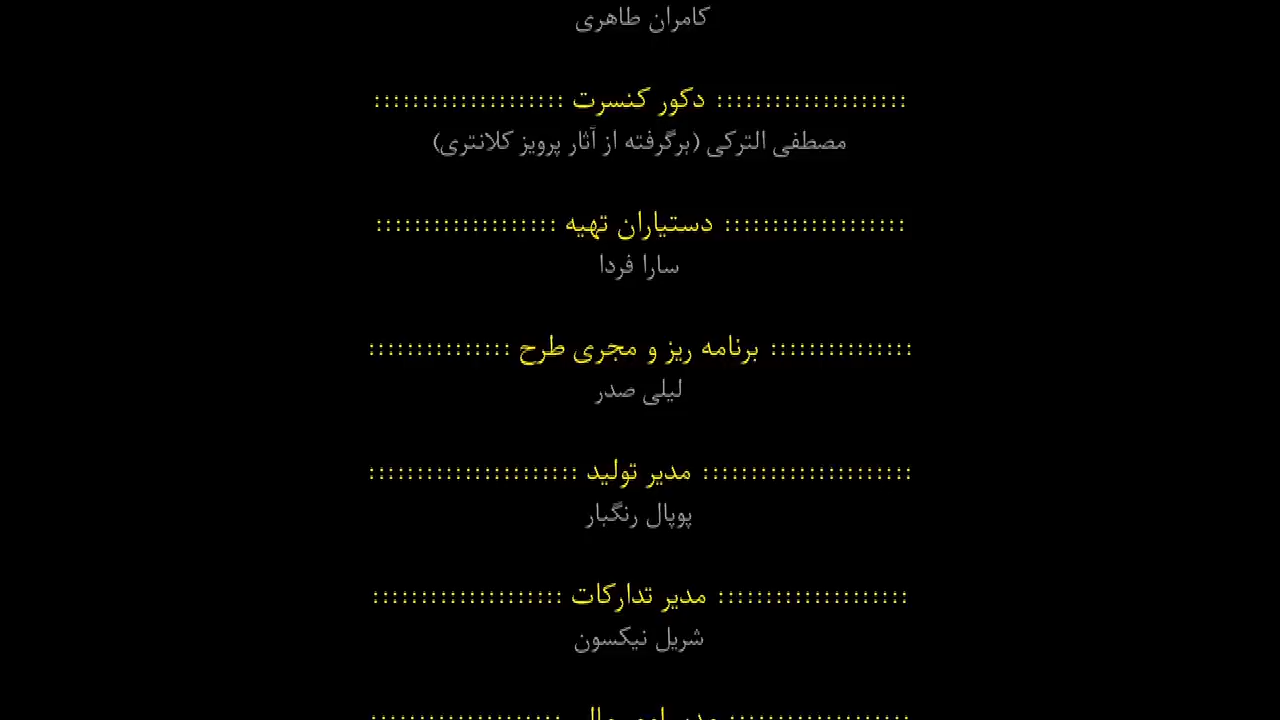 کامران طاهری
:::::::::::::::::::: دکور کنسرت ::::::::::::::::::::
مصطفی الترکی (برگرفته از آثار پرویز کلانتری)
::::::::::::::::::: دستیاران تهیه :::::::::::::::::::
سارا فردا
::::::::::::::: برنامه ریز و مجری طرح :::::::::::::::
لیلی صدر
:::::::::::::::::::::: مدیر تولید ::::::::::::::::::::::
پوپال رنگبار
:::::::::::::::::::: مدیر تدارکات ::::::::::::::::::::
شریل نیکسون